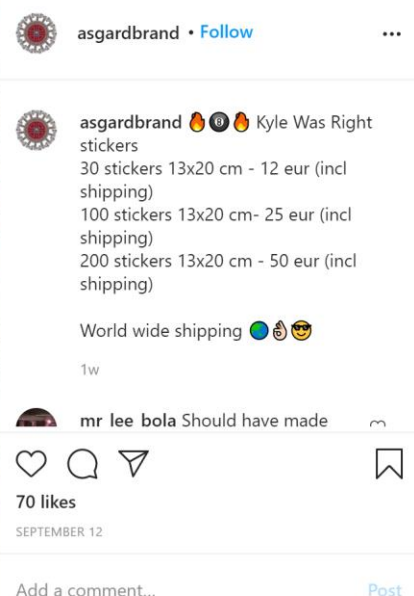 asgardbrand • Follow
asgardbrand 🔥🎱🔥 Kyle Was Right
stickers
30 stickers 13x20 cm - 12 eur (incl
shipping)
100 stickers 13x20 cm- 25 eur (incl
shipping)
200 stickers 13x20 cm - 50 eur (incl
shipping)
World wide shipping 🌏👌🏻😎
1w
mr_lee_bola Should have made
70 likes
SEPTEMBER 12
Add a comment...
Post